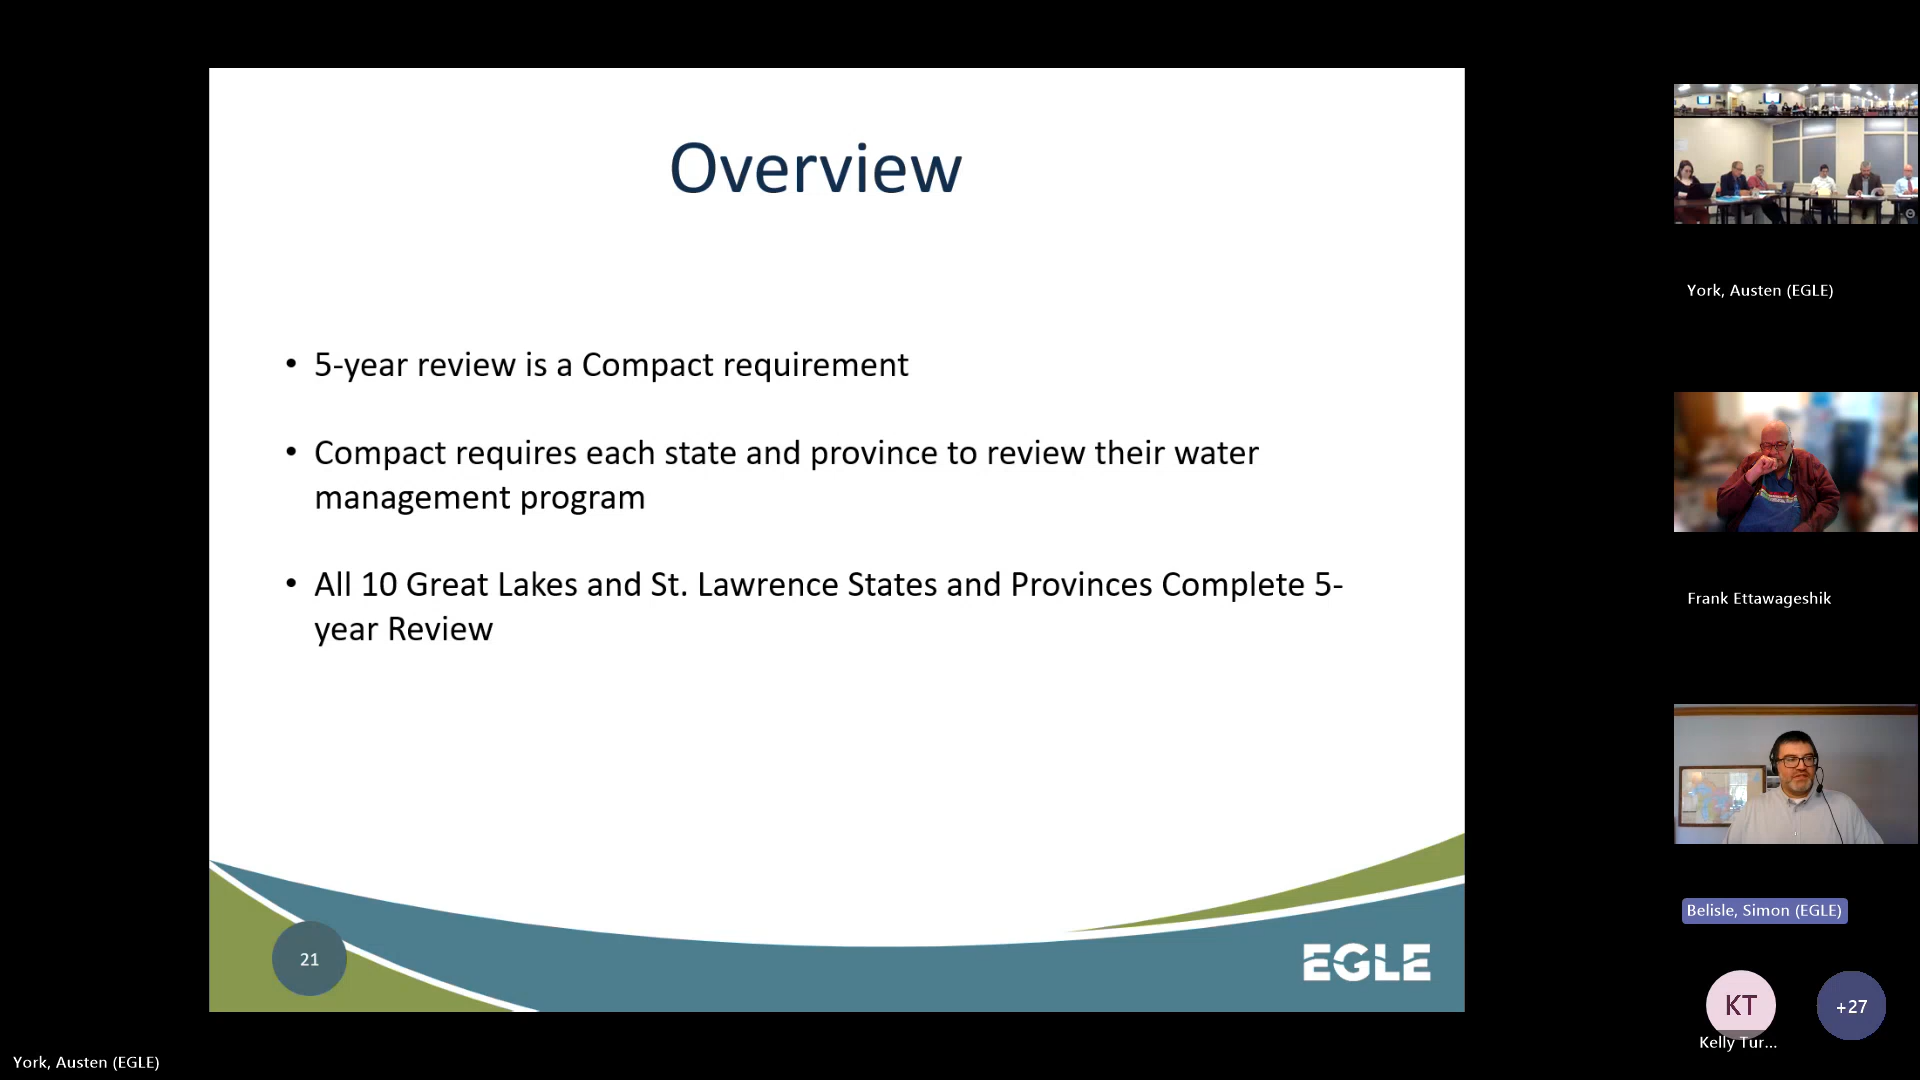 Overview
• 5-year review is a Compact requirement
• Compact requires each state and province to review their water
management program
• All 10 Great Lakes and St. Lawrence States and Provinces Complete 5-
year Review
21
EGLE
York, Austen (EGLE)
Frank Ettawageshik
Belisle, Simon (EGLE)
KT
+27
Kelly Tur...
York, Austen (EGLE)